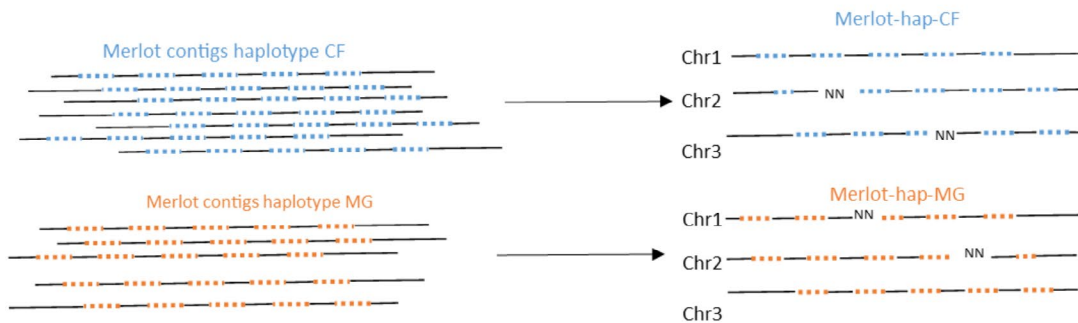 Merlot contigs haplotype CF
Merlot-hap-CF
Chr1
Chr2
NN
Chr3
NN
Merlot contigs haplotype MG
Merlot-hap-MG
Chr1
NN
Chr2
NN
Chr3